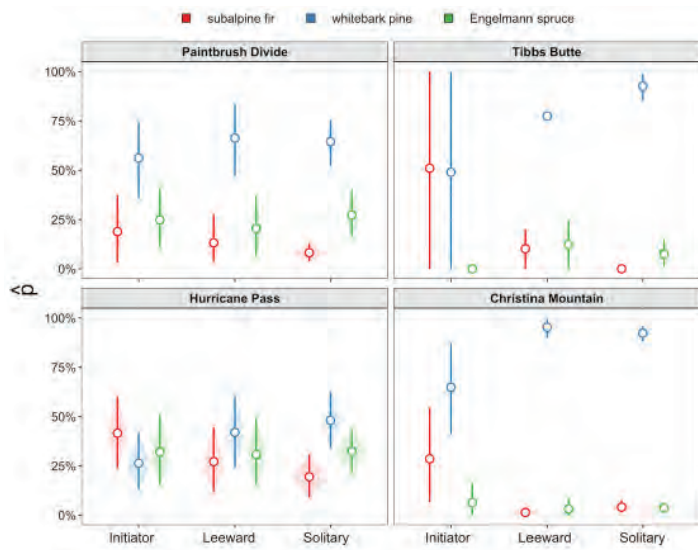 subalpine fir whitebark pine Engelmann spruce
Paintbrush Divide Tibbs Butte
100%
75%
50%
25%
0%
p̂
Hurricane Pass Christina Mountain
100%
75%
50%
25%
0%
Initiator Leeward Solitary Initiator Leeward Solitary